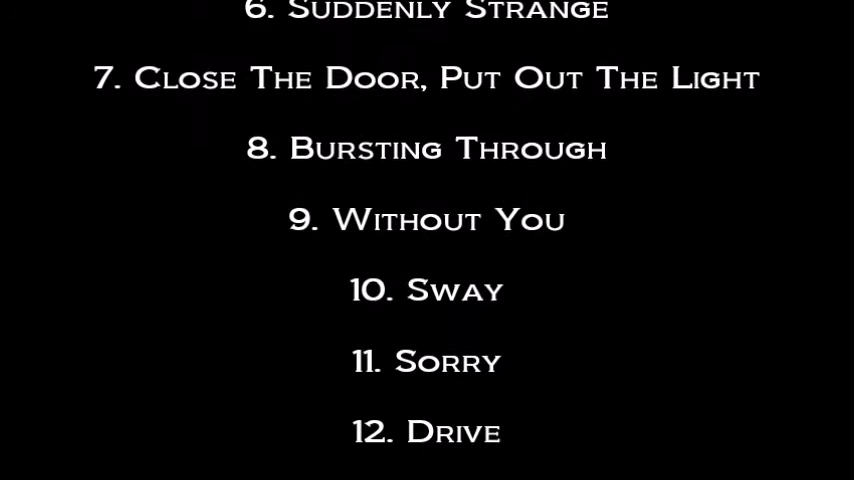 6. Suddenly Strange
7. Close The Door, Put Out The Light
8. Bursting Through
9. Without You
10. Sway
11. Sorry
12. Drive